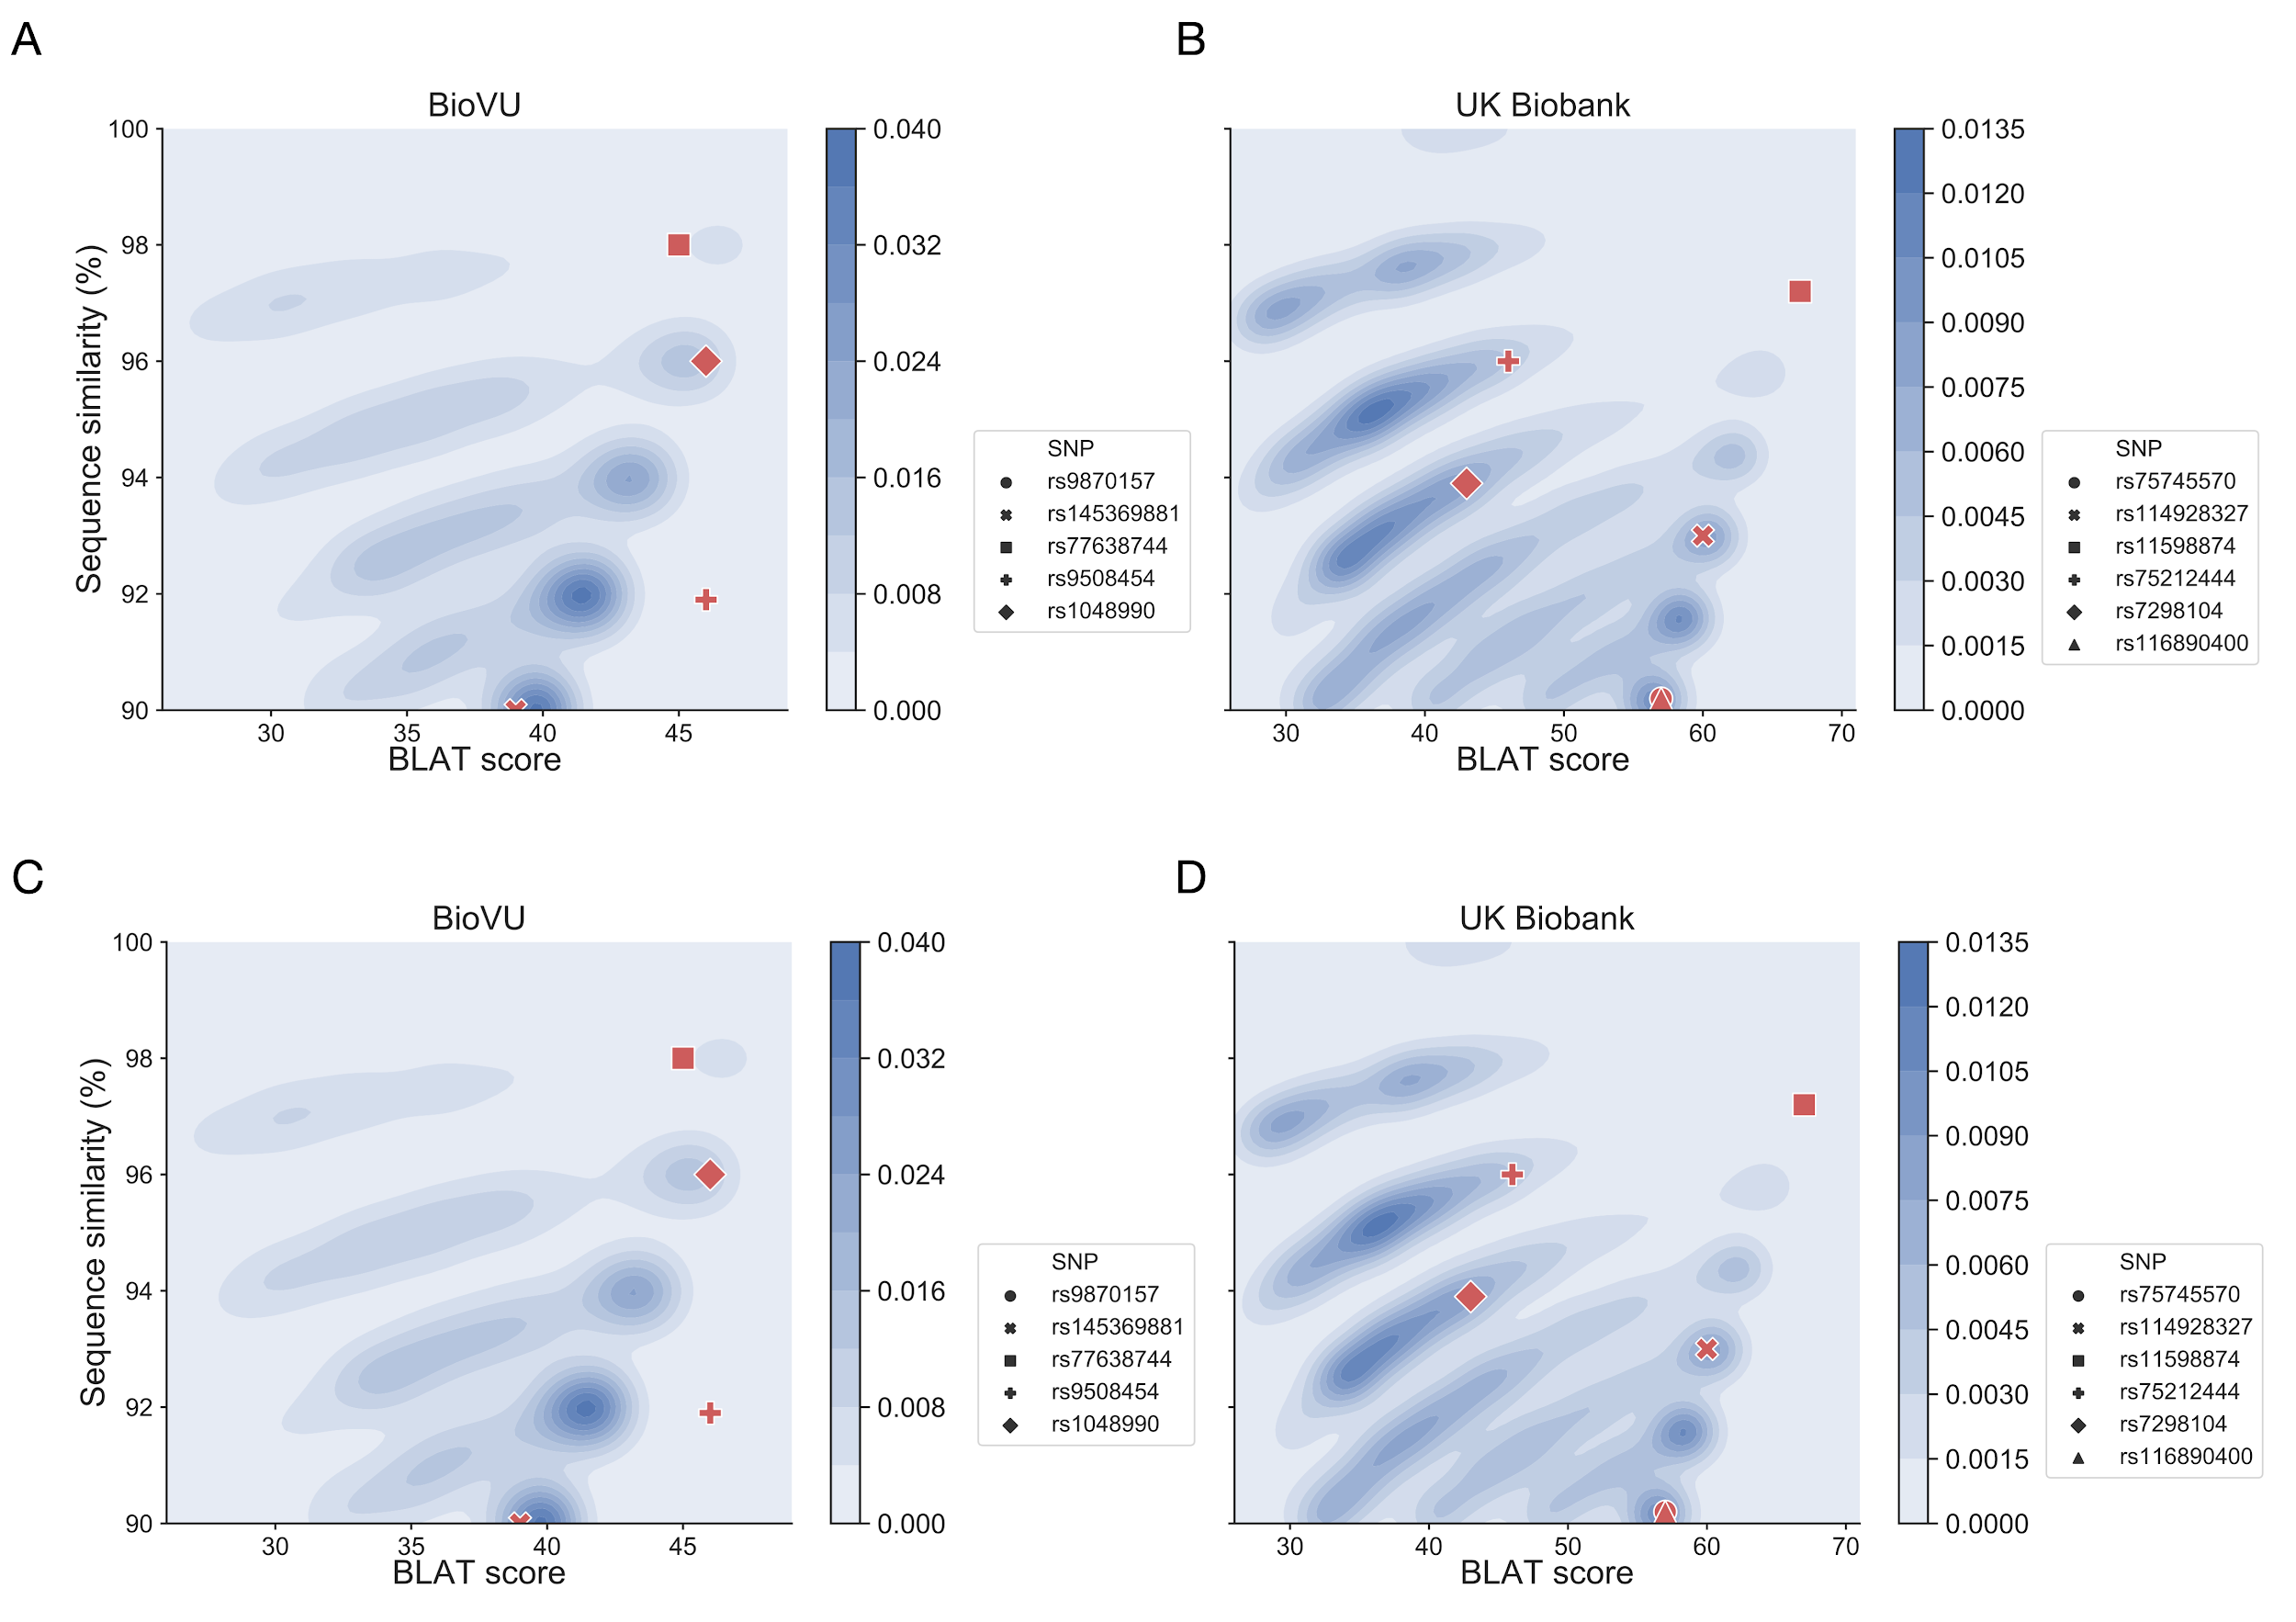 A
BioVU
Sequence similarity (%)
100
98
96
94
92
90
30 35 40 45
BLAT score
0.040
0.032
0.024
0.016
0.008
0.000
SNP
rs9870157
rs145369881
rs77638744
rs9508454
rs1048990
B
UK Biobank
30 40 50 60 70
BLAT score
0.0135
0.0120
0.0105
0.0090
0.0075
0.0060
0.0045
0.0030
0.0015
0.0000
SNP
rs75745570
rs114928327
rs11598874
rs75212444
rs7298104
rs116890400
C
BioVU
Sequence similarity (%)
100
98
96
94
92
90
30 35 40 45
BLAT score
0.040
0.032
0.024
0.016
0.008
0.000
SNP
rs9870157
rs145369881
rs77638744
rs9508454
rs1048990
D
UK Biobank
30 40 50 60 70
BLAT score
0.0135
0.0120
0.0105
0.0090
0.0075
0.0060
0.0045
0.0030
0.0015
0.0000
SNP
rs75745570
rs114928327
rs11598874
rs75212444
rs7298104
rs116890400